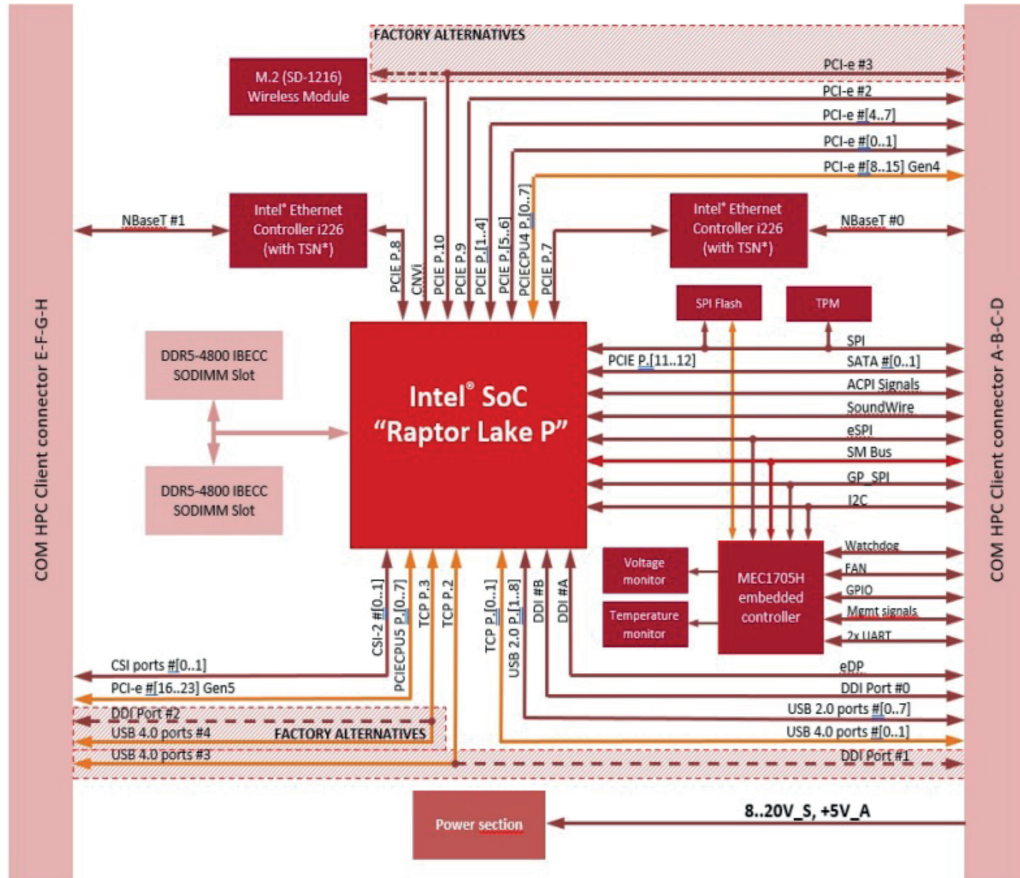 FACTORY ALTERNATIVES
M.2 (SD-1216)
Wireless Module
PCI-e #3
PCI-e #2
PCI-e #[4..7]
PCI-e #[0..1]
PCI-e #[8..15] Gen4
NBaseT #1
Intel® Ethernet
Controller i226
(with TSN*)
Intel® Ethernet
Controller i226
(with TSN*)
NBaseT #0
PCIE P.8
CNVi
PCIE P.10
PCIE P.9
PCIE P.[1..4]
PCIE P.[5..6]
PCIECPU4 P.[0..7]
PCIE P.7
COM HPC Client connector E-F-G-H
COM HPC Client connector A-B-C-D
SPI Flash
TPM
DDR5-4800 IBECC
SODIMM Slot
DDR5-4800 IBECC
SODIMM Slot
Intel® SoC
“Raptor Lake P”
SPI
PCIE P.[11..12]
SATA #[0..1]
ACPI Signals
SoundWire
eSPI
SM Bus
GP_SPI
I2C
Voltage
monitor
Temperature
monitor
MEC1705H
embedded
controller
Watchdog
FAN
GPIO
Mgmt signals
2x UART
CSI-2 #[0..1]
PCIECPU5 P.[0..7]
TCP P.3
TCP P.2
TCP P.[0..1]
USB 2.0 P.[1..8]
DDI #B
DDI #A
CSI ports #[0..1]
PCI-e #[16..23] Gen5
DDI Port #2
USB 4.0 ports #4
FACTORY ALTERNATIVES
USB 4.0 ports #3
eDP
DDI Port #0
USB 2.0 ports #[0..7]
USB 4.0 ports #[0..1]
DDI Port #1
Power section
8..20V_S, +5V_A